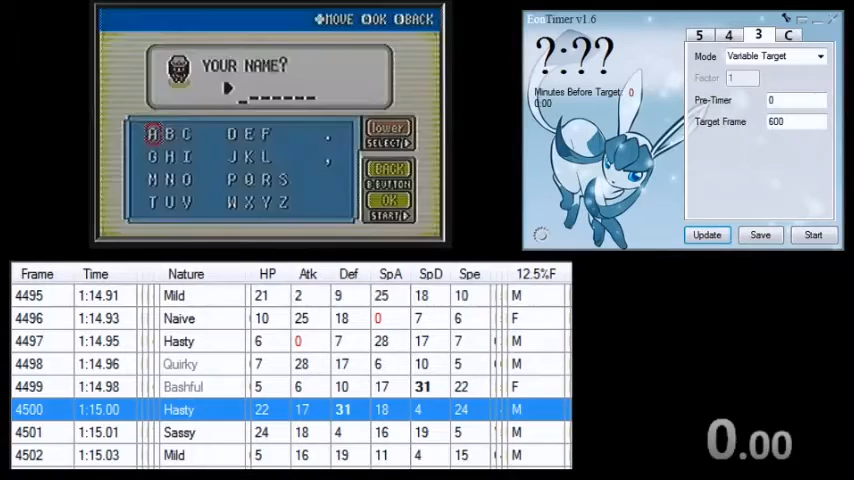 MOVE OK BACK
YOUR NAME?
A B C D E F .
G H I J K L ,
M N O P Q R S
T U V W X Y Z
lower
SELECT
BACK
B BUTTON
OK
START
EonTimer v1.6
5 4 3 C
?:??
Minutes Before Target: 0
0:00
Mode Variable Target
Factor 1
Pre-Timer 0
Target Frame 600
Update Save Start
Frame Time Nature HP Atk Def SpA SpD Spe 12.5%F
4495 1:14.91 Mild 21 2 9 25 18 10 M
4496 1:14.93 Naive 10 25 18 0 7 6 F
4497 1:14.95 Hasty 6 0 7 28 17 7 M
4498 1:14.96 Quirky 7 28 17 6 10 5 M
4499 1:14.98 Bashful 5 6 10 17 31 22 F
4500 1:15.00 Hasty 22 17 31 18 4 24 M
4501 1:15.01 Sassy 24 18 4 16 19 5 M
4502 1:15.03 Mild 5 16 19 11 4 15 M
0.00